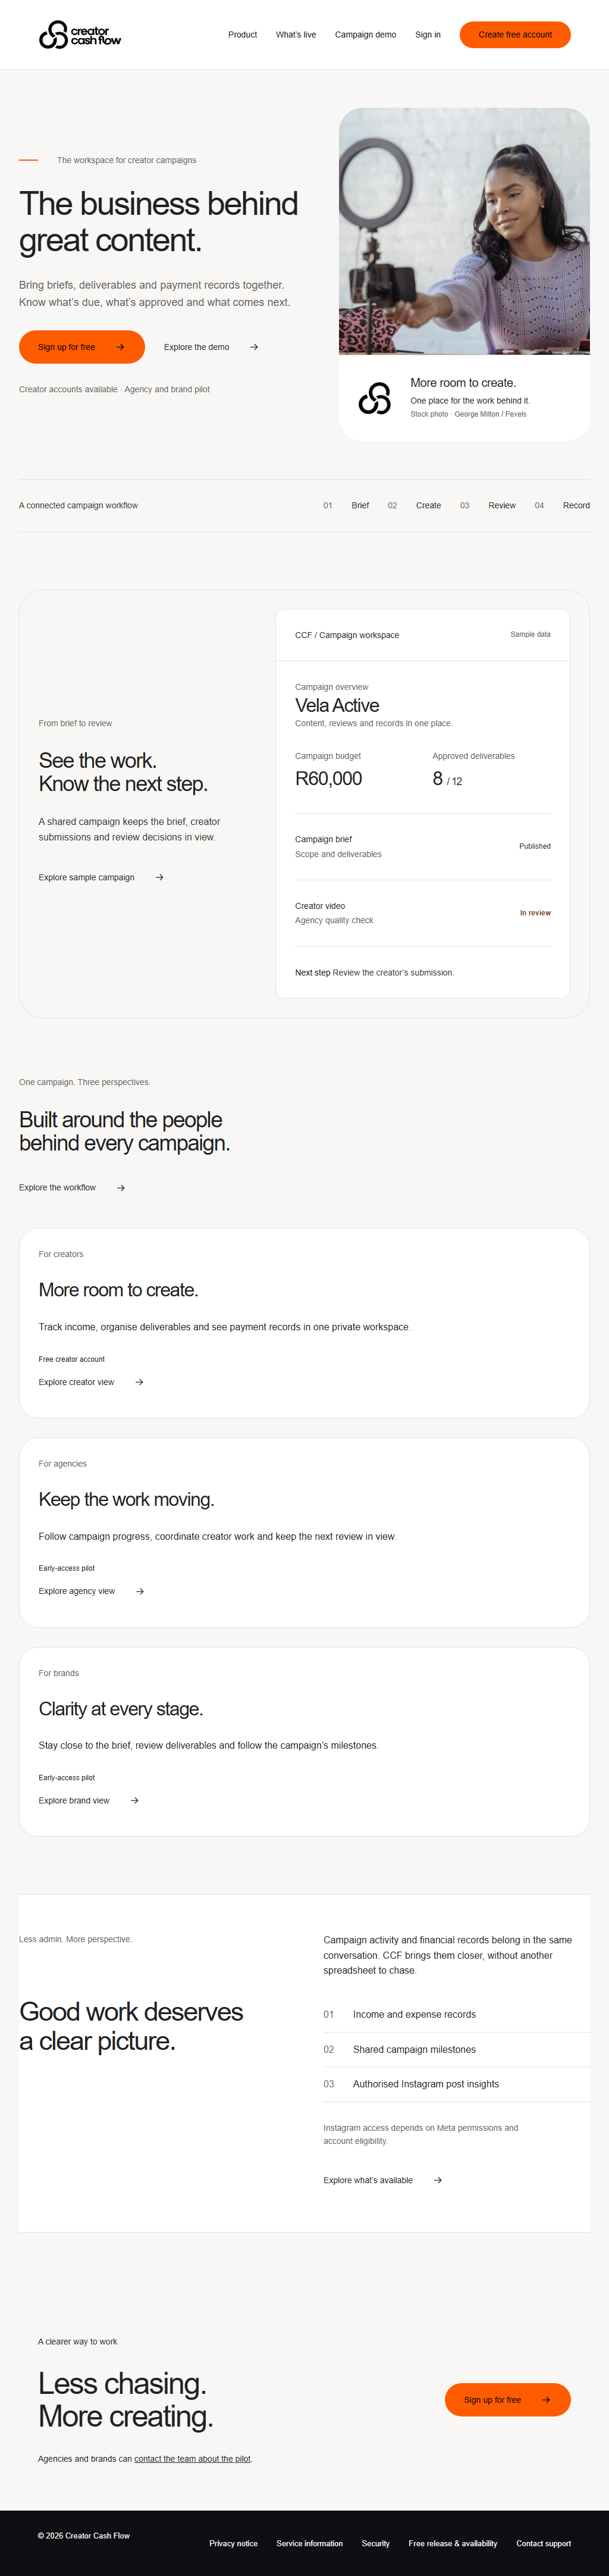 creator
cash flow
Product
What's live
Campaign demo
Sign in
Create free account
The workspace for creator campaigns
The business behind
great content.
Bring briefs, deliverables and payment records together.
Know what's due, what's approved and what comes next.
Sign up for free
Explore the demo
Creator accounts available · Agency and brand pilot
More room to create.
One place for the work behind it.
Stock photo · George Milton / Pexels
A connected campaign workflow
01 Brief 02 Create 03 Review 04 Record
From brief to review
See the work.
Know the next step.
A shared campaign keeps the brief, creator
submissions and review decisions in view.
Explore sample campaign
CCF / Campaign workspace
Sample data
Campaign overview
Vela Active
Content, reviews and records in one place.
Campaign budget
R60,000
Approved deliverables
8 / 12
Campaign brief
Scope and deliverables
Published
Creator video
Agency quality check
In review
Next step Review the creator's submission.
One campaign. Three perspectives.
Built around the people
behind every campaign.
Explore the workflow
For creators
More room to create.
Track income, organise deliverables and see payment records in one private workspace.
Free creator account
Explore creator view
For agencies
Keep the work moving.
Follow campaign progress, coordinate creator work and keep the next review in view.
Early-access pilot
Explore agency view
For brands
Clarity at every stage.
Stay close to the brief, review deliverables and follow the campaign's milestones.
Early-access pilot
Explore brand view
Less admin. More perspective.
Good work deserves
a clear picture.
Campaign activity and financial records belong in the same
conversation. CCF brings them closer, without another
spreadsheet to chase.
01 Income and expense records
02 Shared campaign milestones
03 Authorised Instagram post insights
Instagram access depends on Meta permissions and
account eligibility.
Explore what's available
A clearer way to work
Less chasing.
More creating.
Agencies and brands can contact the team about the pilot.
Sign up for free
© 2026 Creator Cash Flow
Privacy notice
Service information
Security
Free release & availability
Contact support